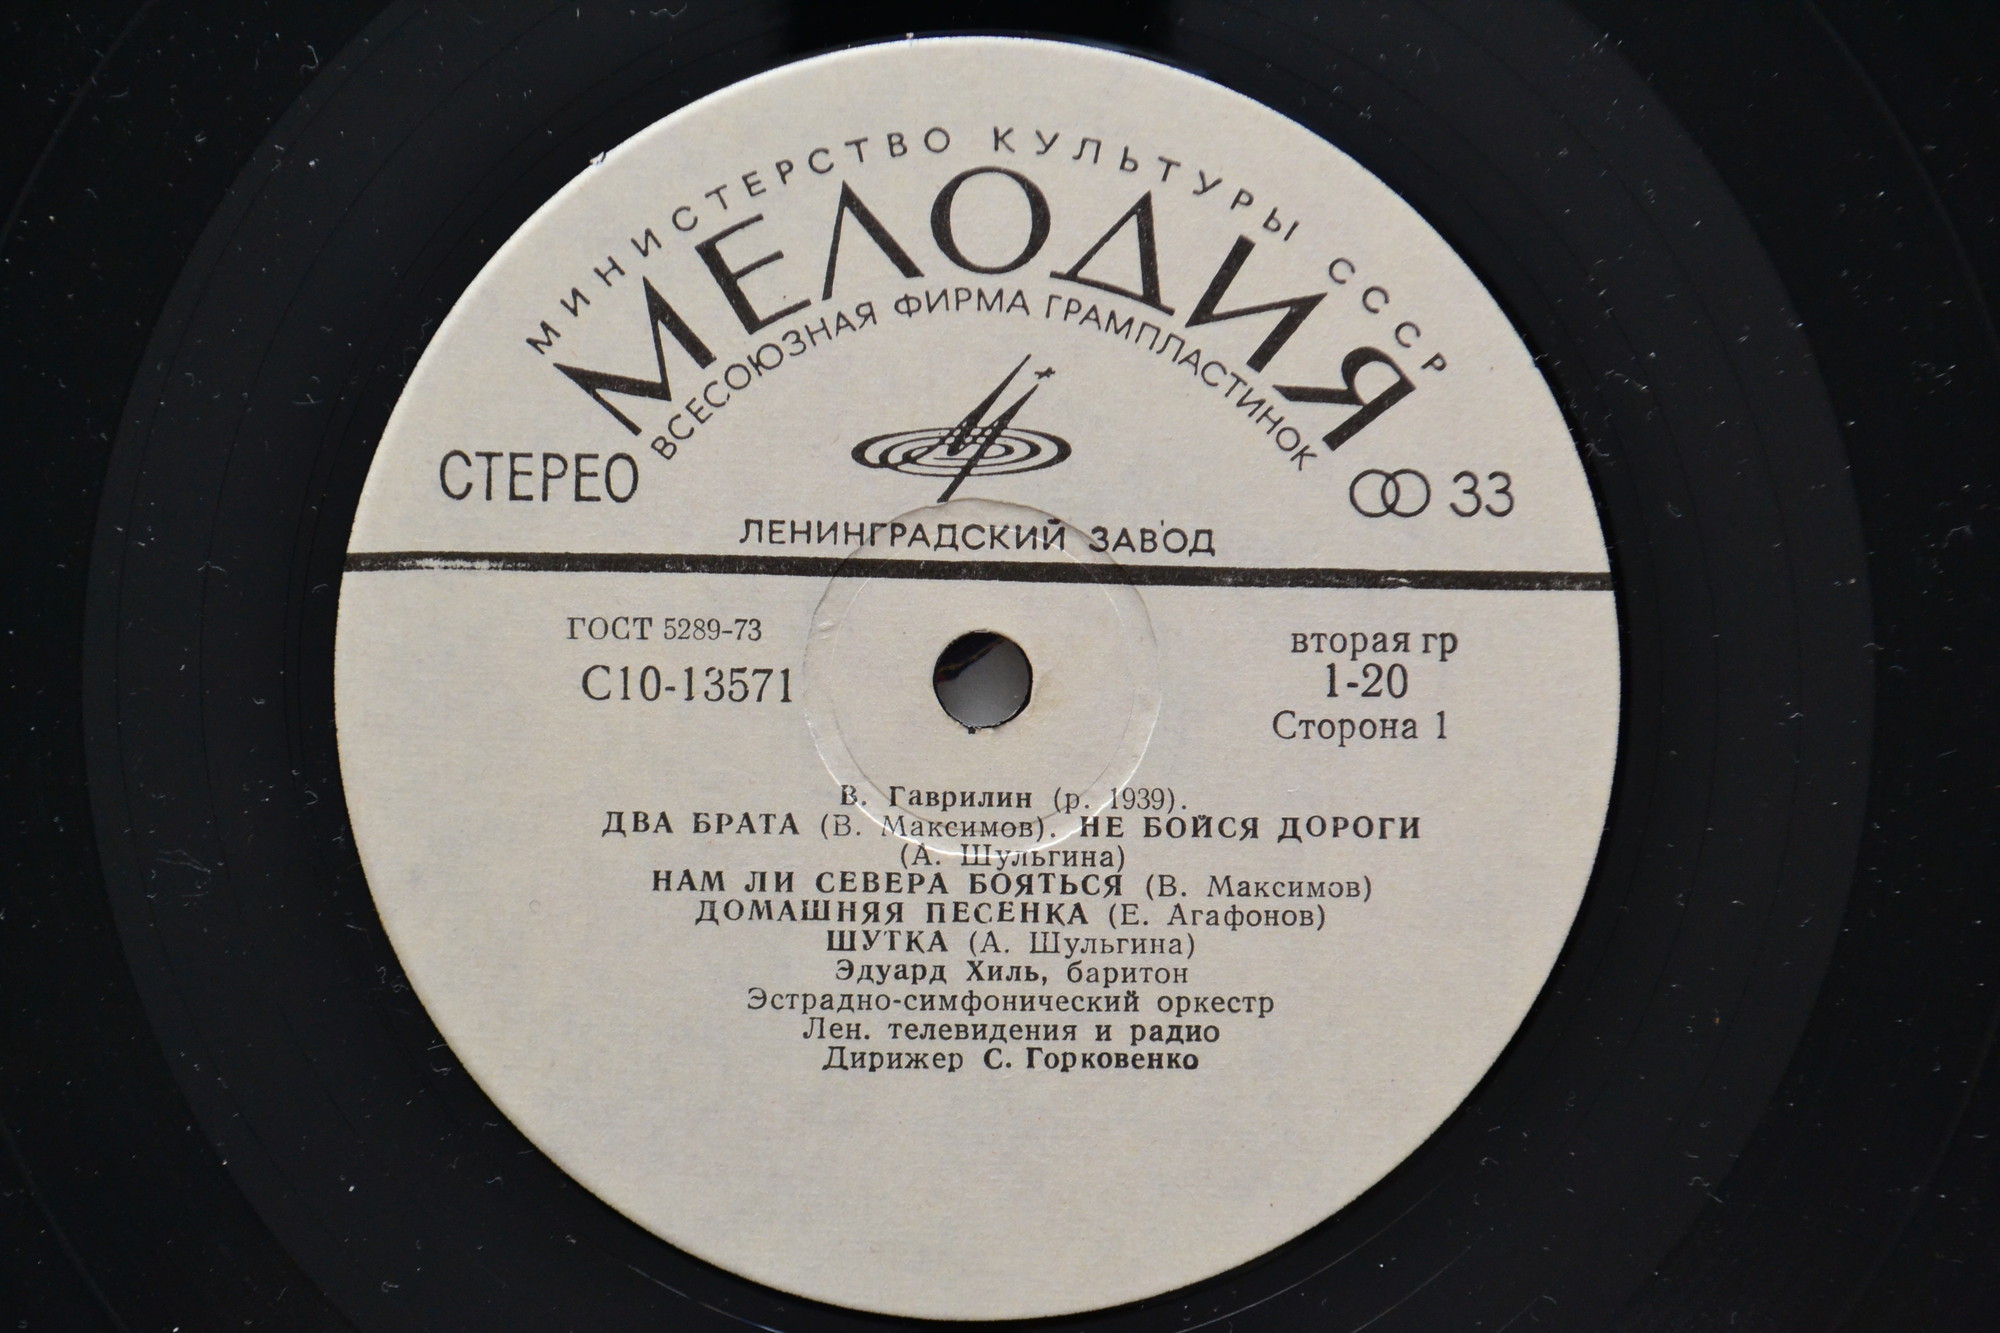 МИНИСТЕРСТВО КУЛЬТУРЫ СССР
МЕЛОДИЯ
ВСЕСОЮЗНАЯ ФИРМА ГРАМПЛАСТИНОК
СТЕРЕО
33
ЛЕНИНГРАДСКИЙ ЗАВОД
ГОСТ 5289-73
С10-13571
вторая гр
1-20
Сторона 1
В. Гаврилин (р. 1939).
ДВА БРАТА (В. Максимов). НЕ БОЙСЯ ДОРОГИ
(А. Шульгина)
НАМ ЛИ СЕВЕРА БОЯТЬСЯ (В. Максимов)
ДОМАШНЯЯ ПЕСЕНКА (Е. Агафонов)
ШУТКА (А. Шульгина)
Эдуард Хиль, баритон
Эстрадно-симфонический оркестр
Лен. телевидения и радио
Дирижер С. Горковенко